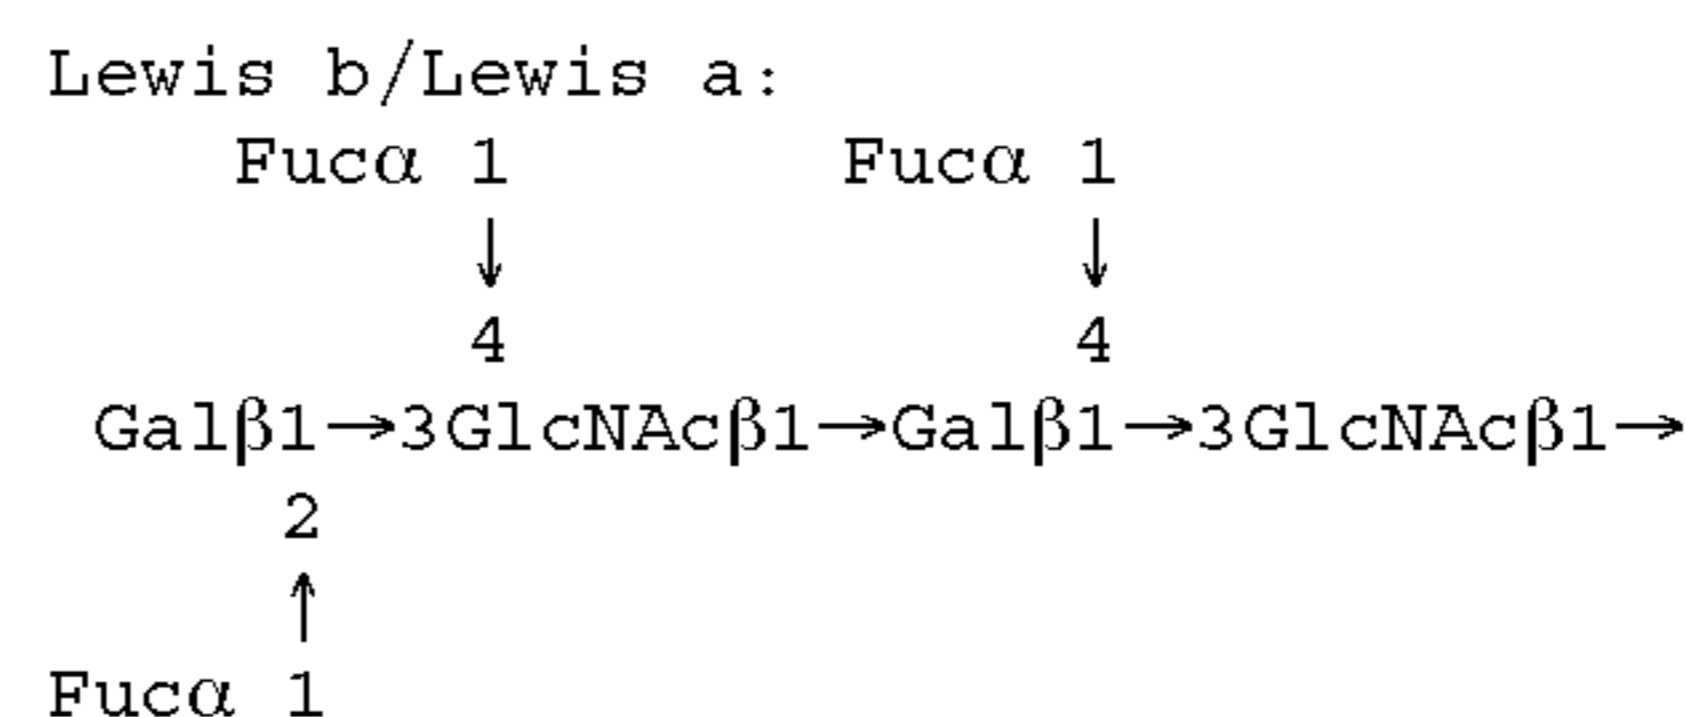 Lewis b/Lewis a:
Fucα 1 Fucα 1
↓ ↓
4 4
Galβ1→3GlcNAcβ1→Galβ1→3GlcNAcβ1→
2
↑
Fucα 1